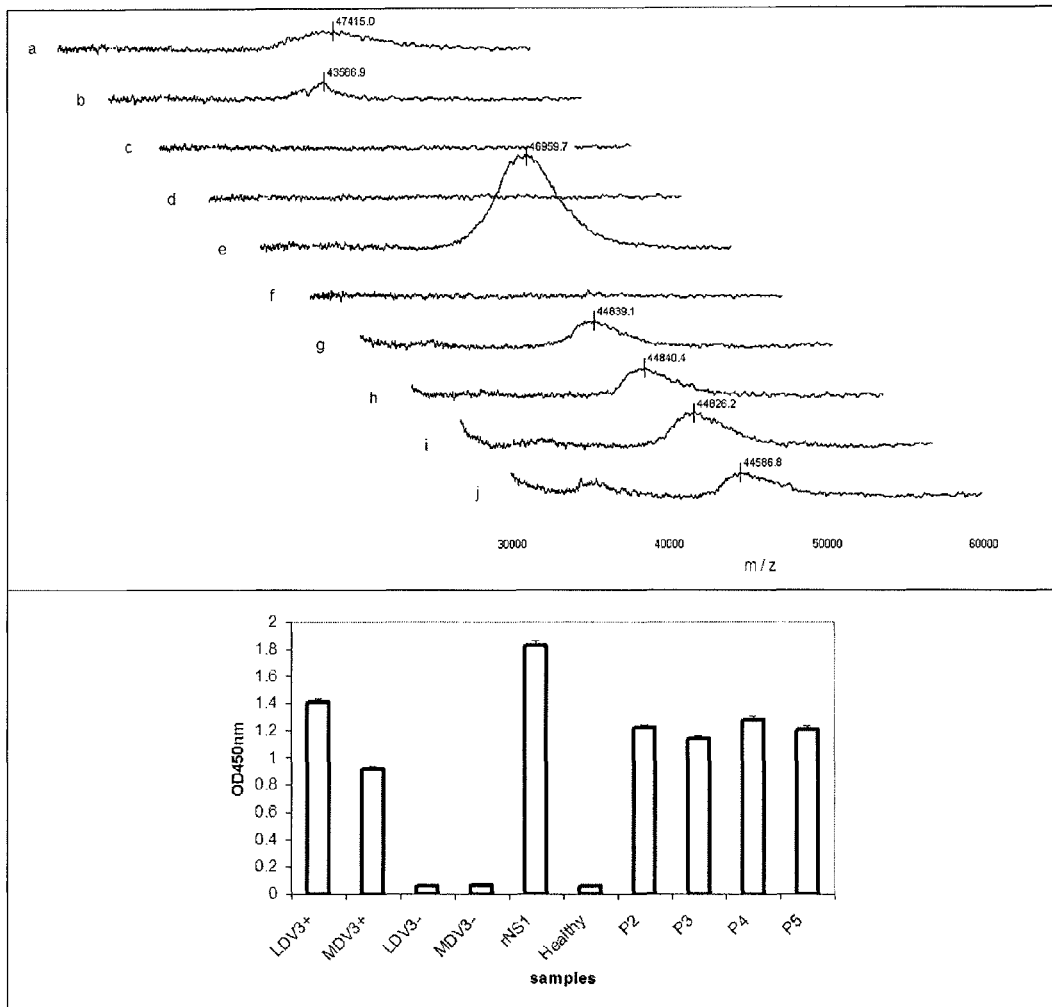 47415.0
a
43566.9
b
c
46959.7
d
e
f
44839.1
g
44840.4
h
44826.2
i
44586.8
j
30000 40000 50000 60000
m / z
2
1.8
1.6
1.4
1.2
1
0.8
0.6
0.4
0.2
0
OD450nm
LDV3+ MDV3+ LDV3- MDV3- rNS1 Healthy P2 P3 P4 P5
samples